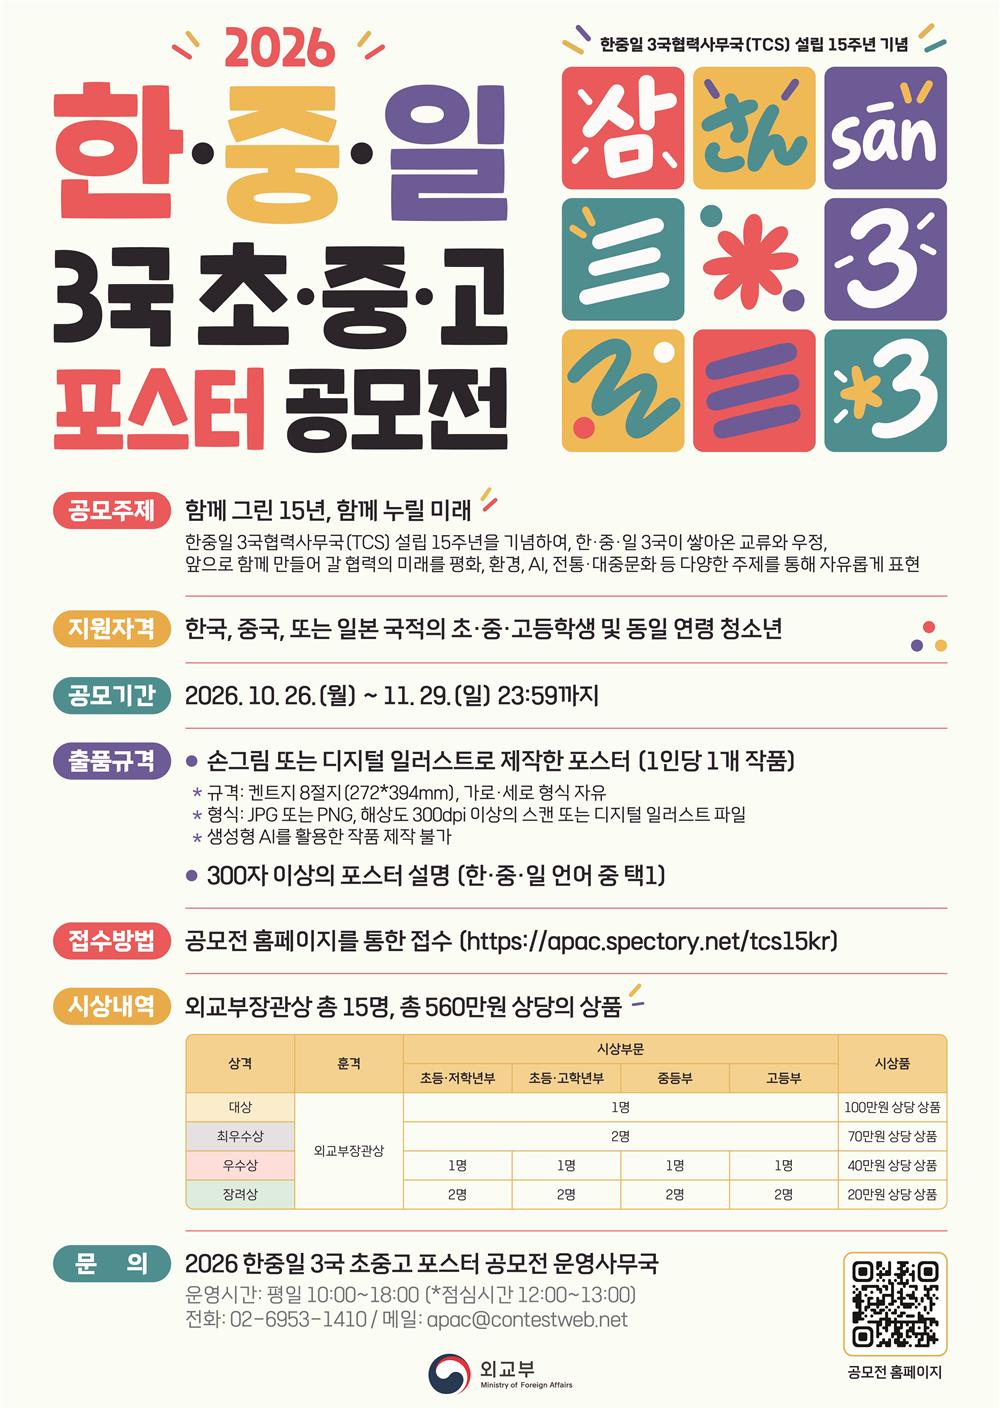 2026
한·중·일
3국 초·중·고
포스터 공모전
한중일 3국협력사무국(TCS) 설립 15주년 기념
삼 さん sān
三 3
三 3
공모주제 함께 그린 15년, 함께 누릴 미래
한중일 3국협력사무국(TCS) 설립 15주년을 기념하여, 한·중·일 3국이 쌓아온 교류와 우정,
앞으로 함께 만들어 갈 협력의 미래를 평화, 환경, AI, 전통·대중문화 등 다양한 주제를 통해 자유롭게 표현
지원자격 한국, 중국, 또는 일본 국적의 초·중·고등학생 및 동일 연령 청소년
공모기간 2026. 10. 26.(월) ~ 11. 29.(일) 23:59까지
출품규격 ● 손그림 또는 디지털 일러스트로 제작한 포스터 (1인당 1개 작품)
* 규격: 켄트지 8절지(272*394mm), 가로·세로 형식 자유
* 형식: JPG 또는 PNG, 해상도 300dpi 이상의 스캔 또는 디지털 일러스트 파일
* 생성형 AI를 활용한 작품 제작 불가
● 300자 이상의 포스터 설명 (한·중·일 언어 중 택1)
접수방법 공모전 홈페이지를 통한 접수 (https://apac.spectory.net/tcs15kr)
시상내역 외교부장관상 총 15명, 총 560만원 상당의 상품
상격 훈격 시상부문 시상품
초등·저학년부 초등·고학년부 중등부 고등부
대상 외교부장관상 1명 100만원 상당 상품
최우수상 2명 70만원 상당 상품
우수상 1명 1명 1명 1명 40만원 상당 상품
장려상 2명 2명 2명 2명 20만원 상당 상품
문 의 2026 한중일 3국 초중고 포스터 공모전 운영사무국
운영시간: 평일 10:00~18:00 (*점심시간 12:00~13:00)
전화: 02-6953-1410 / 메일: apac@contestweb.net
공모전 홈페이지
외교부
Ministry of Foreign Affairs